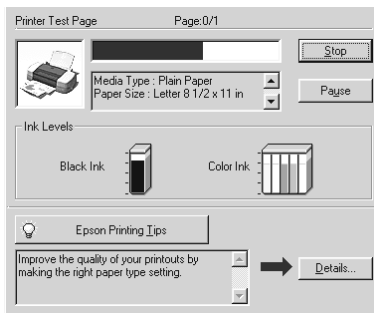 Printer Test Page Page:0/1
Stop
Media Type : Plain Paper
Paper Size : Letter 8 1/2 x 11 in
Pause
Ink Levels
Black Ink
Color Ink
Epson Printing Tips
Improve the quality of your printouts by
making the right paper type setting.
Details...